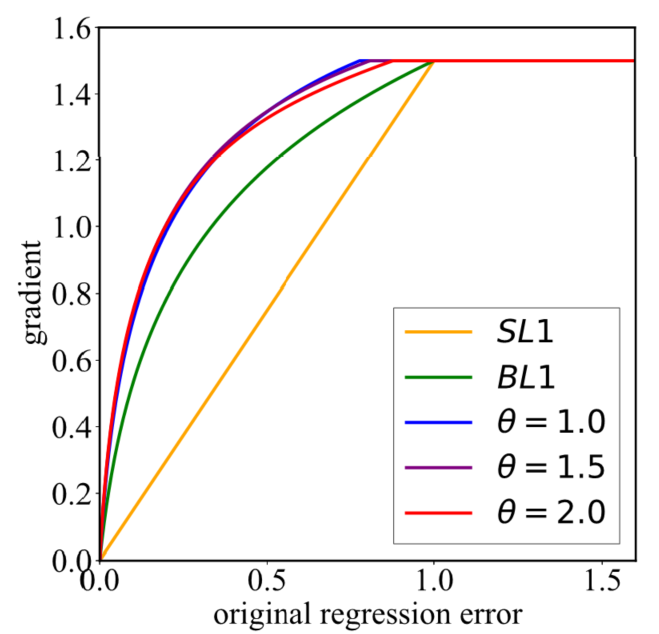 1.6
1.4
1.2
1.0
0.8
0.6
0.4
0.2
0.0
gradient
0.0 0.5 1.0 1.5
original regression error
SL1
BL1
θ = 1.0
θ = 1.5
θ = 2.0